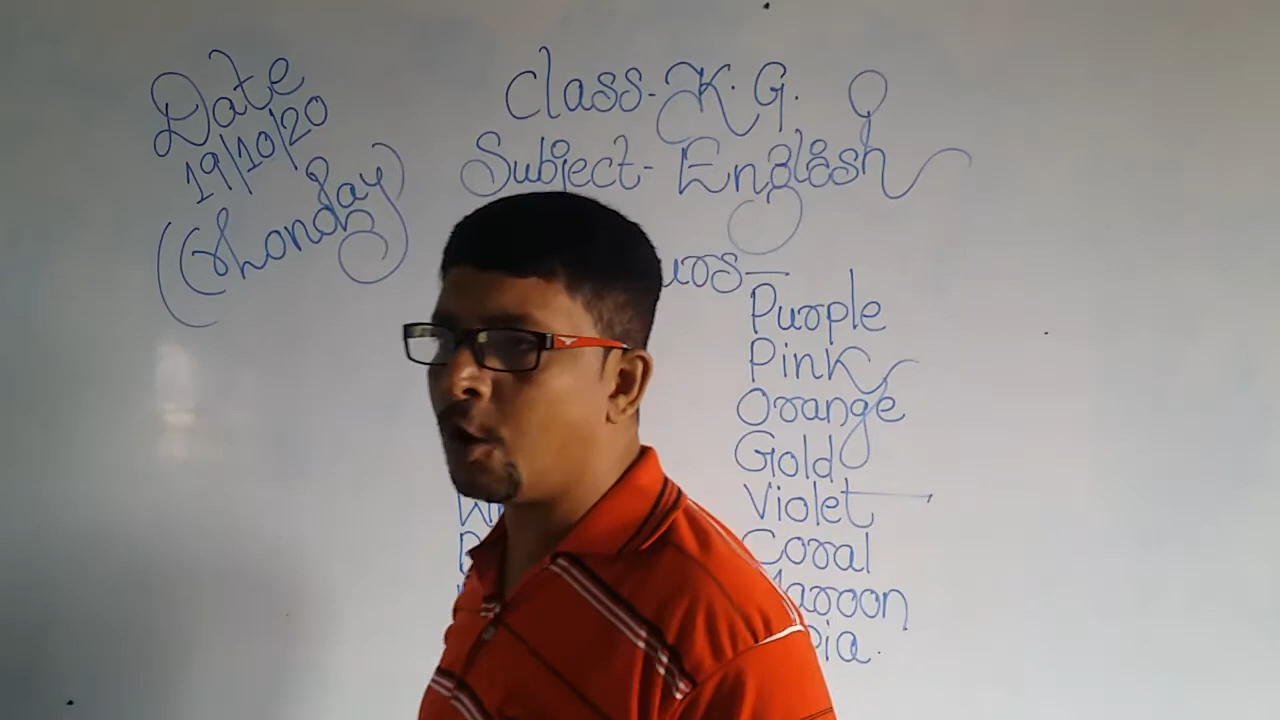 Date
19/10/20
(Monday)
Class-K.G.
Subject-English
Purple
Pink
Orange
Gold
Violet
Coral